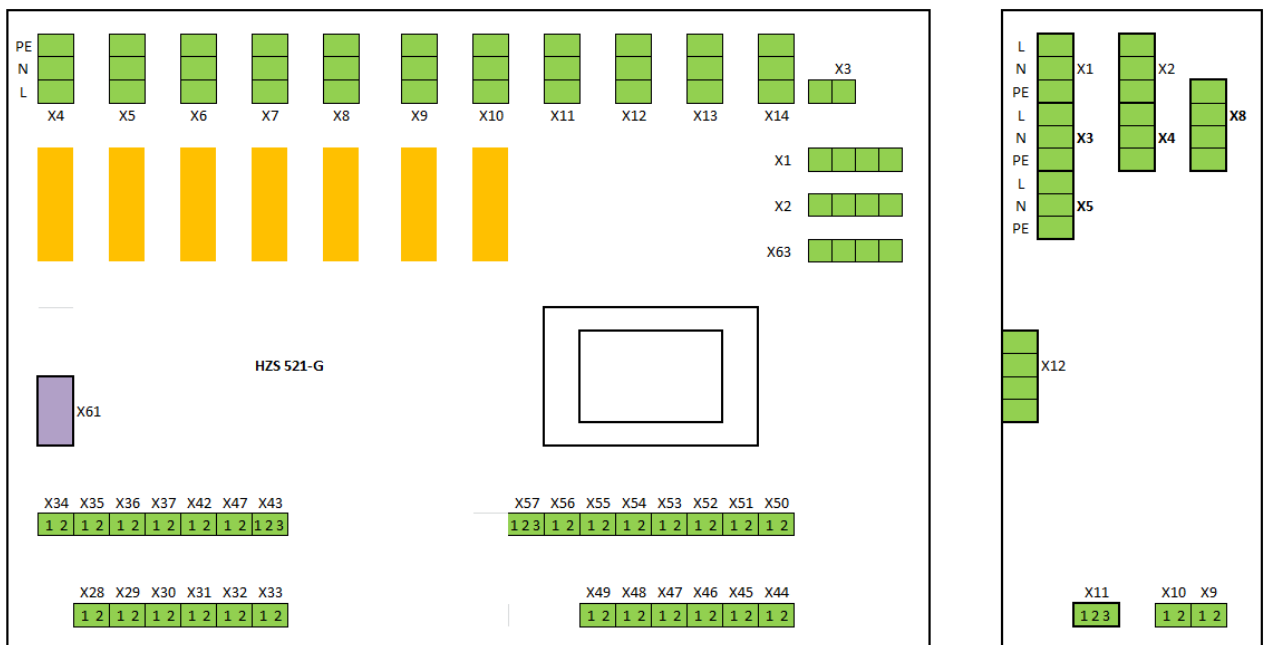 PE
N
L
X4 X5 X6 X7 X8 X9 X10 X11 X12 X13 X14
X3
X1
X2
X63
HZS 521-G
X61
X34 X35 X36 X37 X42 X47 X43
1 2 1 2 1 2 1 2 1 2 1 2 1 2 3
X57 X56 X55 X54 X53 X52 X51 X50
1 2 3 1 2 1 2 1 2 1 2 1 2 1 2 1 2
X28 X29 X30 X31 X32 X33
1 2 1 2 1 2 1 2 1 2 1 2
X49 X48 X47 X46 X45 X44
1 2 1 2 1 2 1 2 1 2 1 2
L
N X1 X2
PE
L X8
N X3 X4
PE
L
N X5
PE
X12
X11 X10 X9
1 2 3 1 2 1 2